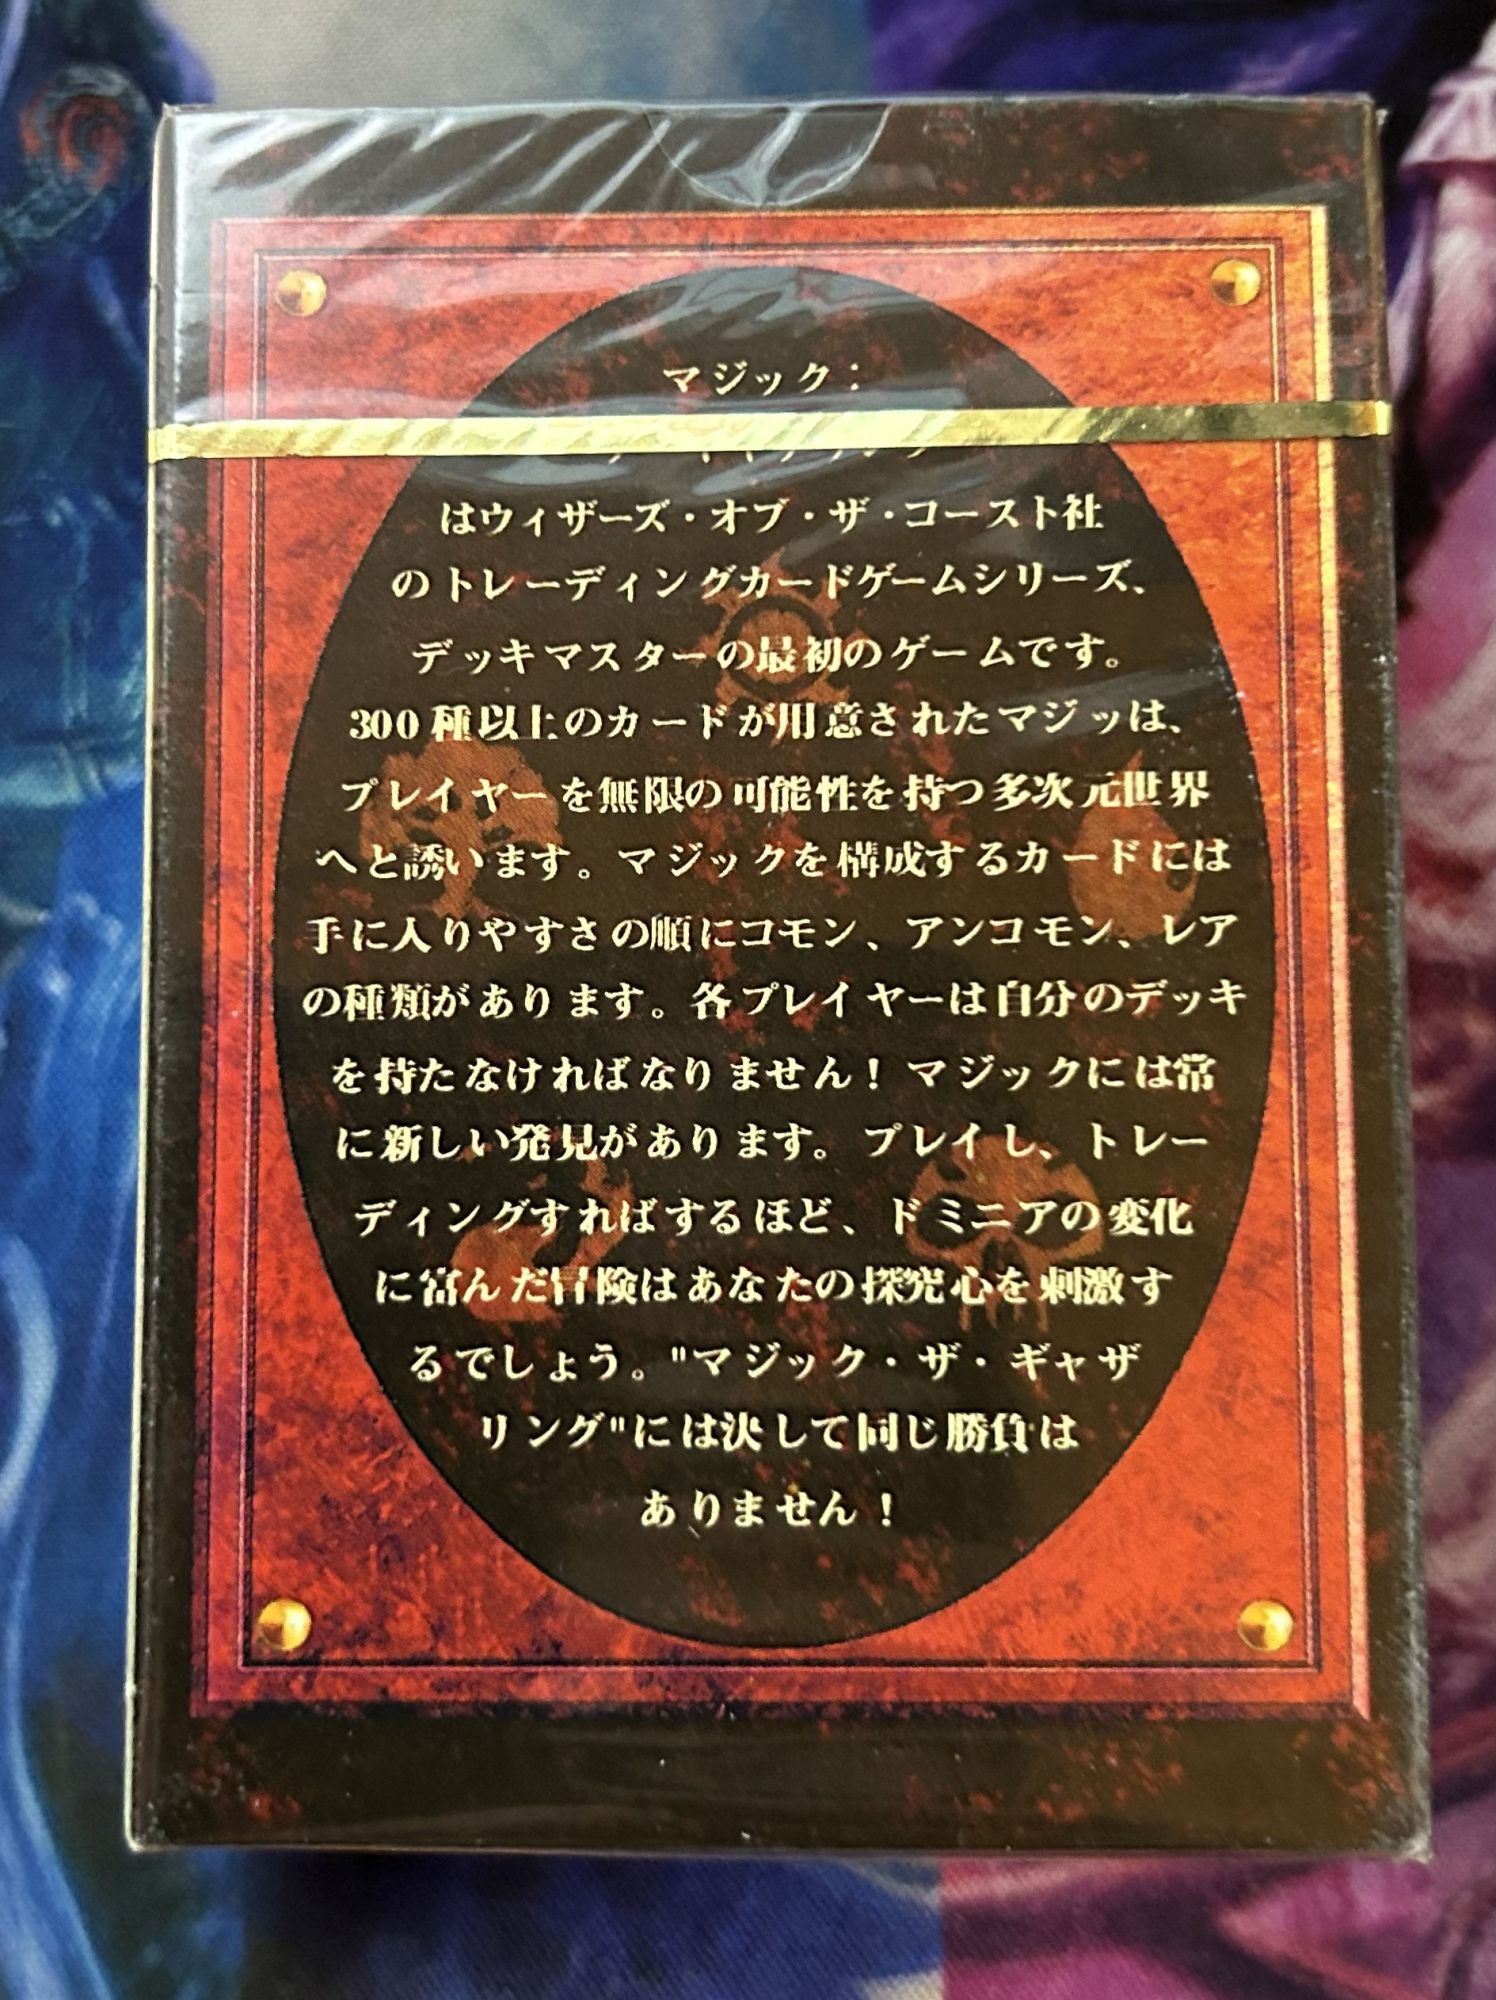 マジック：
はウィザーズ・オブ・ザ・コースト社
のトレーディングカードゲームシリーズ、
デッキマスターの最初のゲームです。
300種以上のカードが用意されたマジッは、
プレイヤーを無限の可能性を持つ多次元世界
へと誘います。マジックを構成するカードには
手に入りやすさの順にコモン、アンコモン、レア
の種類があります。各プレイヤーは自分のデッキ
を持たなければなりません！マジックには常
に新しい発見があります。プレイし、トレー
ディングすればするほど、ドミニアの変化
に富んだ冒険はあなたの探究心を刺激す
るでしょう。"マジック・ザ・ギャザ
リング"には決して同じ勝負は
ありません！